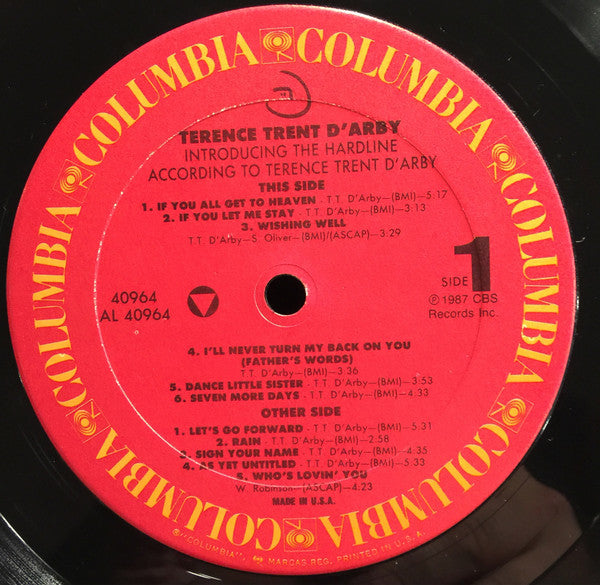 COLUMBIA COLUMBIA COLUMBIA COLUMBIA COLUMBIA COLUMBIA
TERENCE TRENT D'ARBY
INTRODUCING THE HARDLINE
ACCORDING TO TERENCE TRENT D'ARBY
THIS SIDE
1. IF YOU ALL GET TO HEAVEN - T.T. D'Arby—(BMI)—5:17
2. IF YOU LET ME STAY - T.T. D'Arby—(BMI)—3:13
3. WISHING WELL
T.T. D'Arby—S. Oliver—(BMI)/(ASCAP)—3:29
SIDE 1
40964
AL 40964
℗ 1987 CBS
Records Inc.
4. I'LL NEVER TURN MY BACK ON YOU
(FATHER'S WORDS)
T.T. D'Arby—(BMI)—3:36
5. DANCE LITTLE SISTER - T.T. D'Arby—(BMI)—3:53
6. SEVEN MORE DAYS - T.T. D'Arby—(BMI)—4:33
OTHER SIDE
1. LET'S GO FORWARD - T.T. D'Arby—(BMI)—5:31
2. RAIN - T.T. D'Arby—(BMI)—2:58
3. SIGN YOUR NAME - T.T. D'Arby—(BMI)—4:35
4. AS YET UNTITLED - T.T. D'Arby—(BMI)—5:33
5. WHO'S LOVIN' YOU
W. Robinson—(ASCAP)—4:23
MADE IN U.S.A.
® "COLUMBIA", MARCAS REG. PRINTED IN U.S.A.